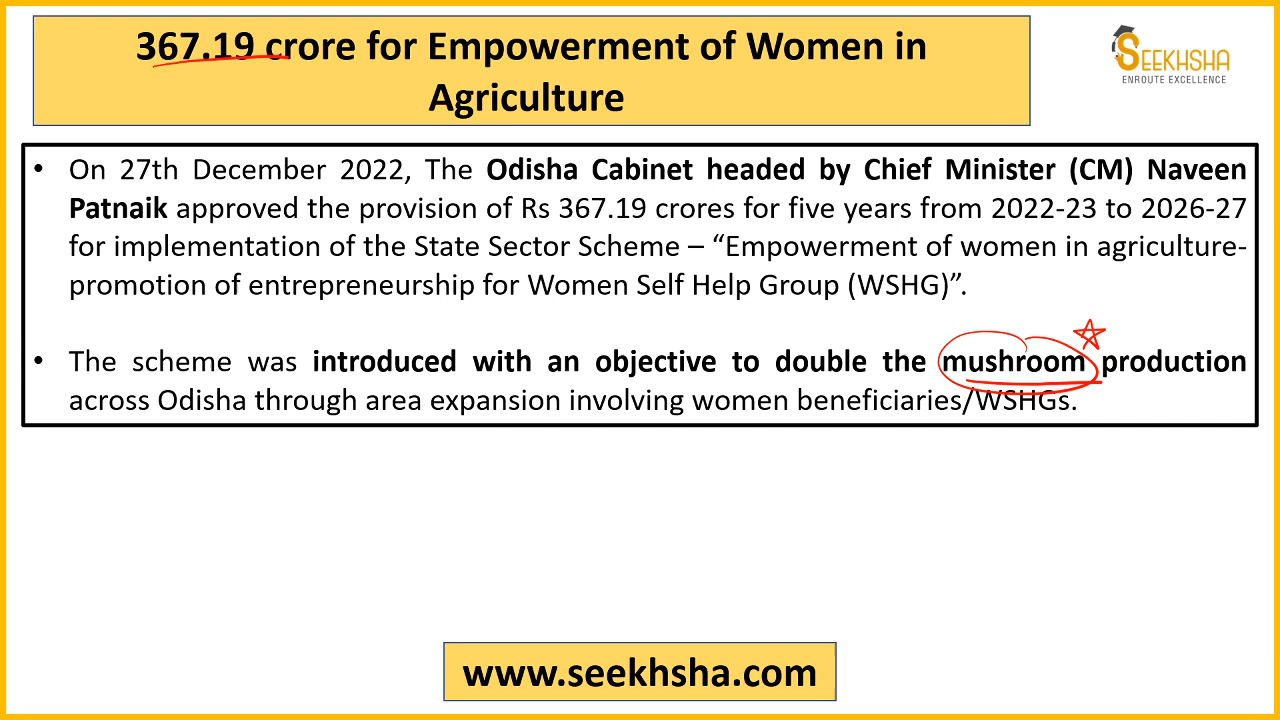 367.19 crore for Empowerment of Women in
Agriculture
SEEKHSHA
ENROUTE EXCELLENCE
• On 27th December 2022, The Odisha Cabinet headed by Chief Minister (CM) Naveen
Patnaik approved the provision of Rs 367.19 crores for five years from 2022-23 to 2026-27
for implementation of the State Sector Scheme – “Empowerment of women in agriculture-
promotion of entrepreneurship for Women Self Help Group (WSHG)”.
• The scheme was introduced with an objective to double the mushroom production
across Odisha through area expansion involving women beneficiaries/WSHGs.
www.seekhsha.com